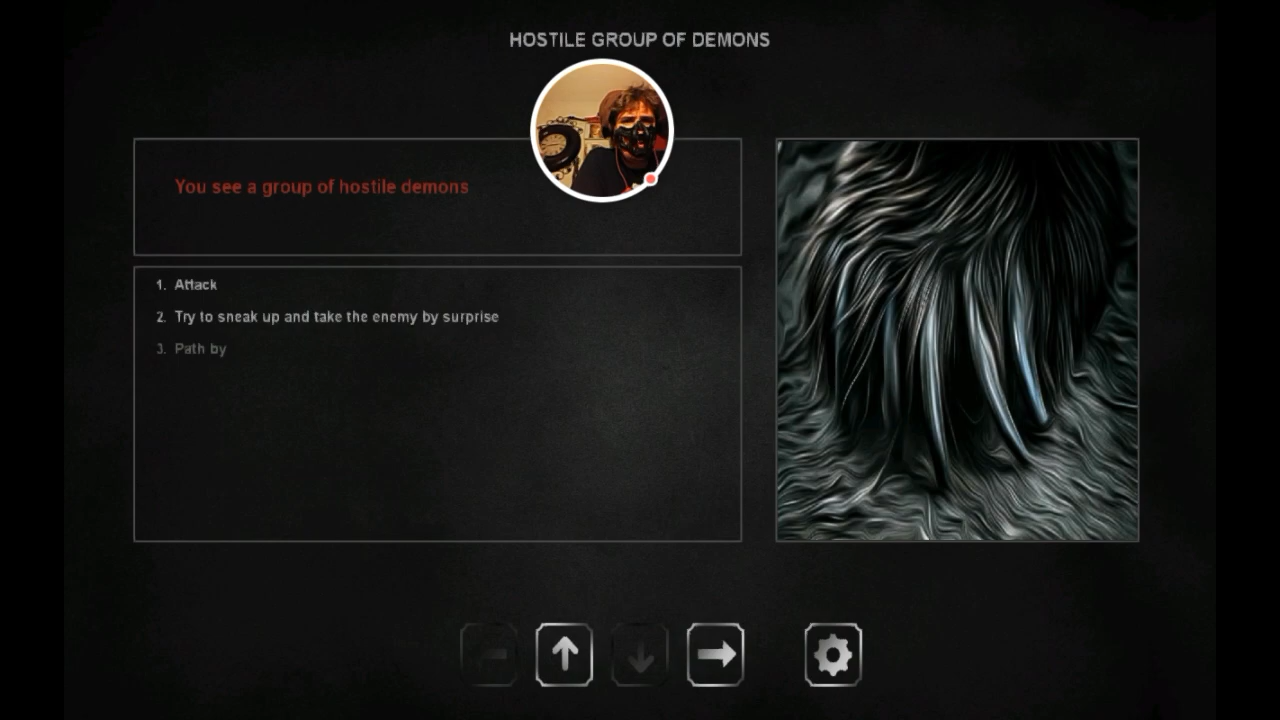 HOSTILE GROUP OF DEMONS
You see a group of hostile demons
1. Attack
2. Try to sneak up and take the enemy by surprise
3. Path by